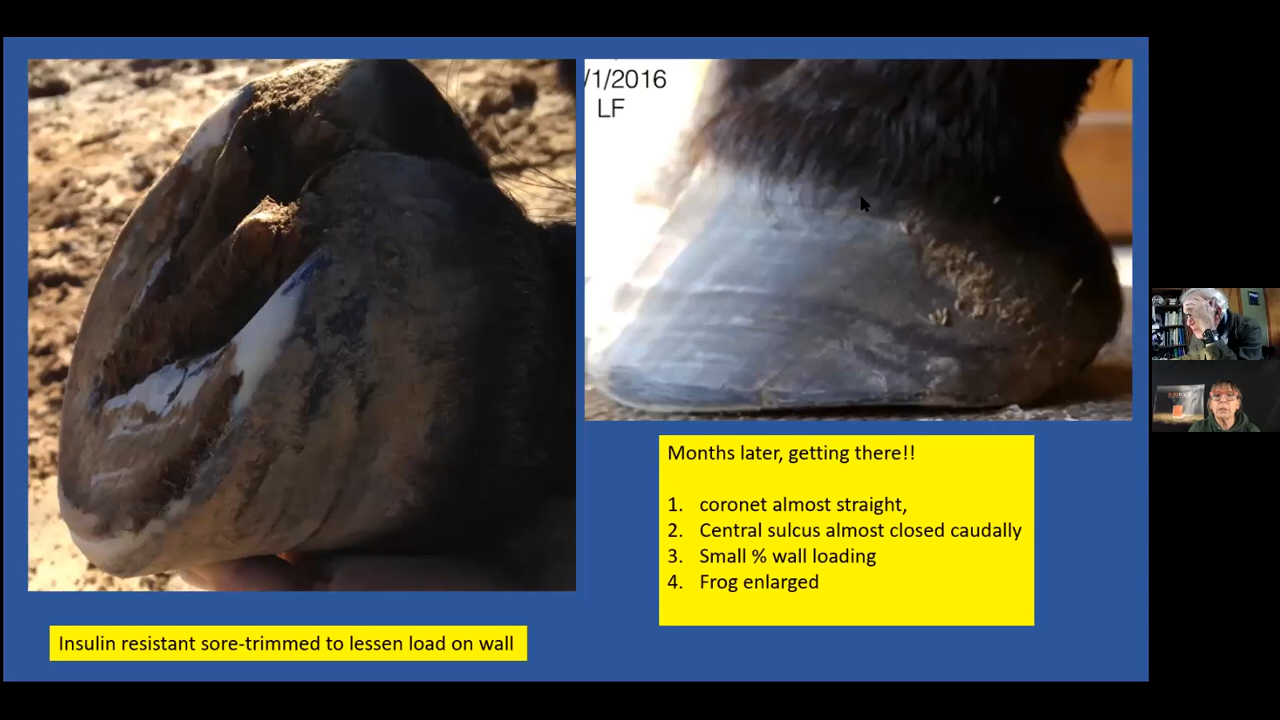 /1/2016
LF
Months later, getting there!!
1. coronet almost straight,
2. Central sulcus almost closed caudally
3. Small % wall loading
4. Frog enlarged
Insulin resistant sore-trimmed to lessen load on wall